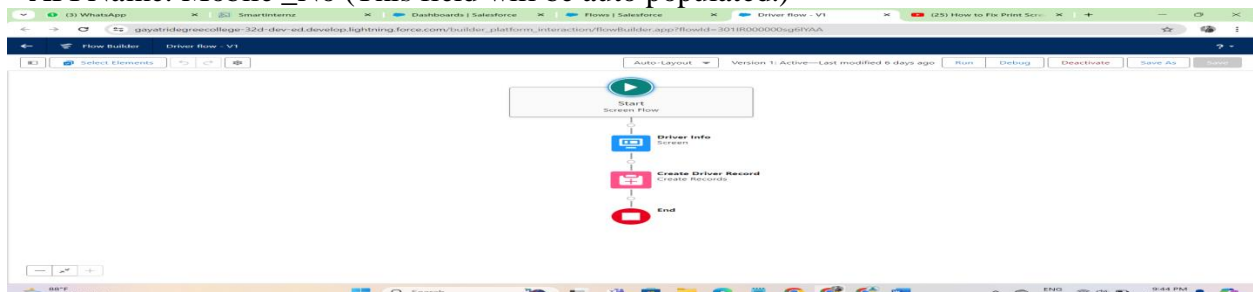 API Name: Mobile _No (This field will be auto populated.)
(3) WhatsApp
Smartinternz
Dashboards | Salesforce
Flows | Salesforce
Driver flow - V1
(25) How to Fix Print Scre
gayatridegreecollege-32d-dev-ed.develop.lightning.force.com/builder_platform_interaction/flowBuilder.app?flowId=
Flow Builder Driver flow - V1 ?
Select Elements Auto-Layout Version 1: Active—Last modified 6 days ago Run Debug Deactivate Save As Save
Start
Screen Flow
Driver Info
Screen
Create Driver Record
Create Records
End
86°F Search ENG 9:44 PM